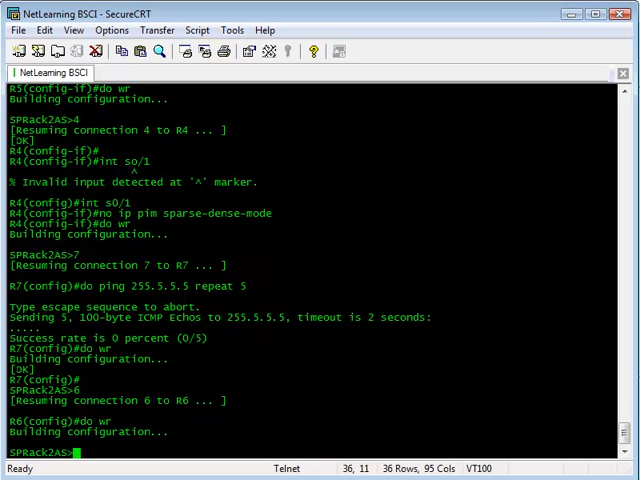 NetLearning BSCI - SecureCRT
File Edit View Options Transfer Script Tools Help
NetLearning BSCI
R5(config-if)#do wr
Building configuration...
SPRack2AS>4
[Resuming connection 4 to R4 ... ]
[OK]
R4(config-if)#
R4(config-if)#int so/1
^
% Invalid input detected at '^' marker.
R4(config)#int s0/1
R4(config-if)#no ip pim sparse-dense-mode
R4(config-if)#do wr
Building configuration...
SPRack2AS>7
[Resuming connection 7 to R7 ... ]
R7(config)#do ping 255.5.5.5 repeat 5
Type escape sequence to abort.
Sending 5, 100-byte ICMP Echos to 255.5.5.5, timeout is 2 seconds:
.....
Success rate is 0 percent (0/5)
R7(config)#do wr
Building configuration...
[OK]
R7(config)#
SPRack2AS>6
[Resuming connection 6 to R6 ... ]
R6(config)#do wr
Building configuration...
SPRack2AS>
Ready Telnet 36, 11 36 Rows, 95 Cols VT100